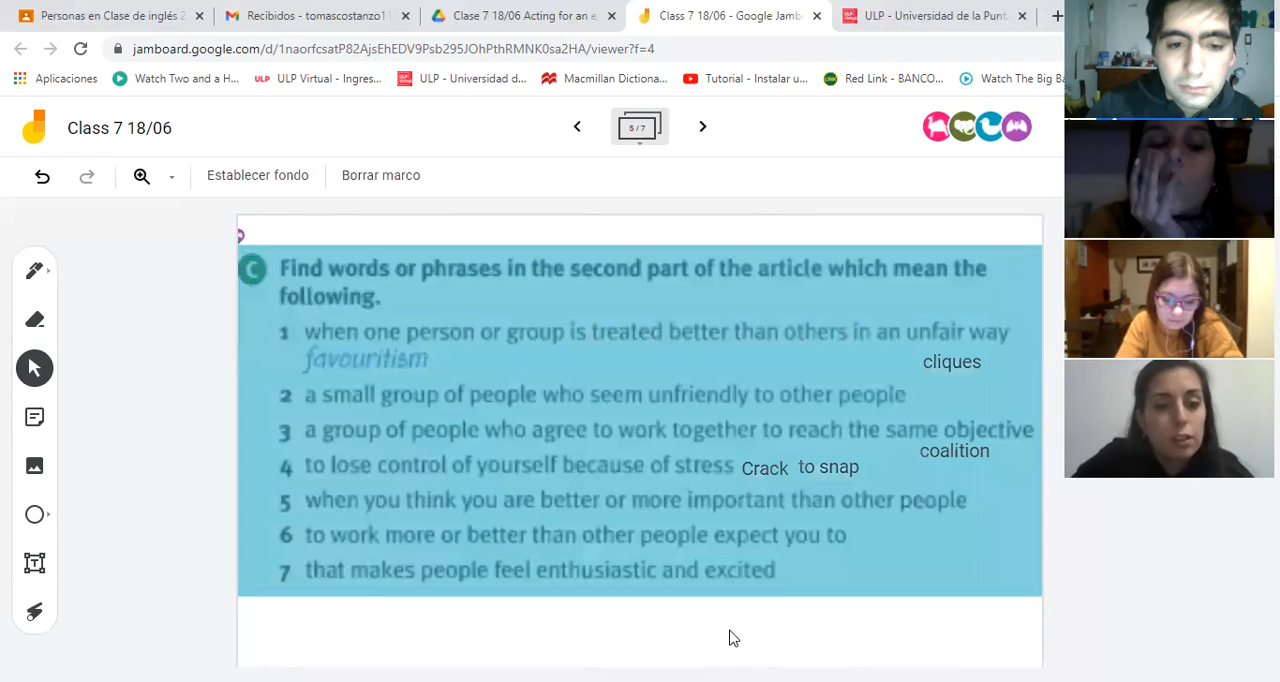 Personas en Clase de inglés 2
Recibidos - tomascostanzo11
Clase 7 18/06 Acting for an e
Class 7 18/06 - Google Jamb
ULP - Universidad de la Punt
jamboard.google.com/d/1naorfcsatP82AjsEhEDV9Psb295JOhPthRMNK0sa2HA/viewer?f=4
Aplicaciones
Watch Two and a H...
ULP
ULP Virtual - Ingres...
ULP - Universidad d...
Macmillan Dictiona...
Tutorial - Instalar u...
LINK
Red Link - BANCO...
Watch The Big Ba
Class 7 18/06
5/7
Establecer fondo
Borrar marco
C Find words or phrases in the second part of the article which mean the
following.
1 when one person or group is treated better than others in an unfair way
favouritism
cliques
2 a small group of people who seem unfriendly to other people
3 a group of people who agree to work together to reach the same objective
coalition
4 to lose control of yourself because of stress Crack to snap
5 when you think you are better or more important than other people
6 to work more or better than other people expect you to
7 that makes people feel enthusiastic and excited